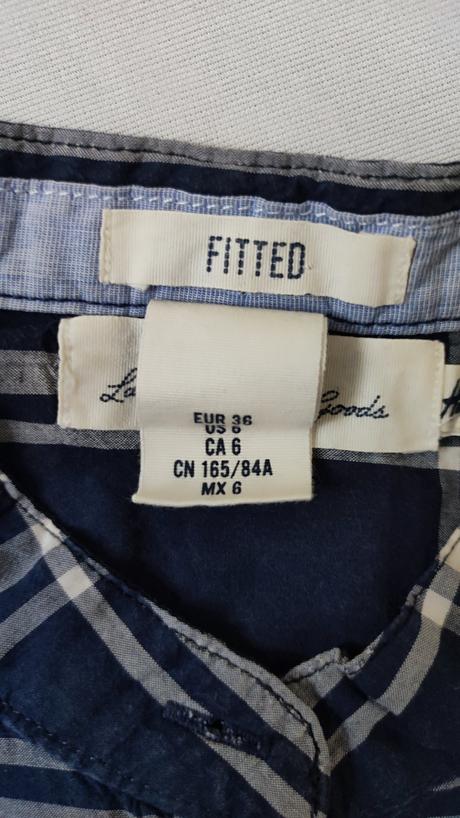 FITTED
goods
EUR 36
US 6
CA 6
CN 165/84A
MX 6